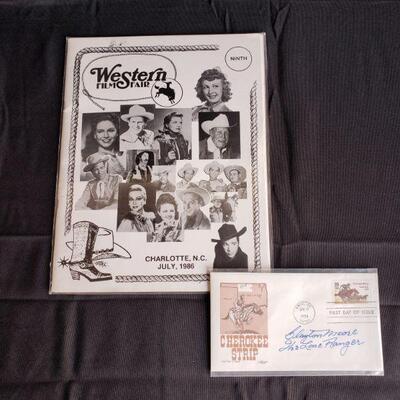 NINTH
Western
FILM FAIR
CHARLOTTE, N.C.
JULY, 1986
FIRST DAY OF ISSUE
CHEROKEE
STRIP
Clayton Moore
The Lone Ranger